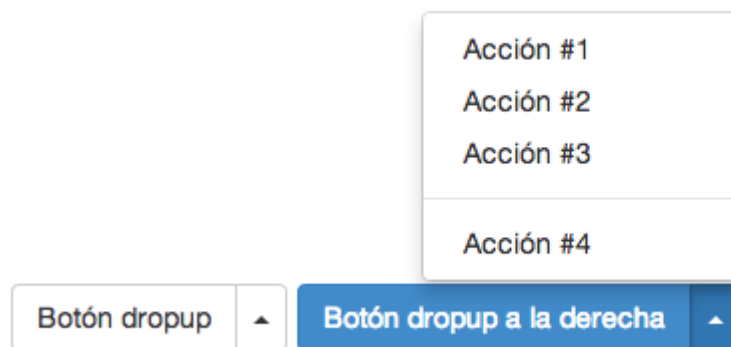 Acción #1
Acción #2
Acción #3
Acción #4
Botón dropup Botón dropup a la derecha